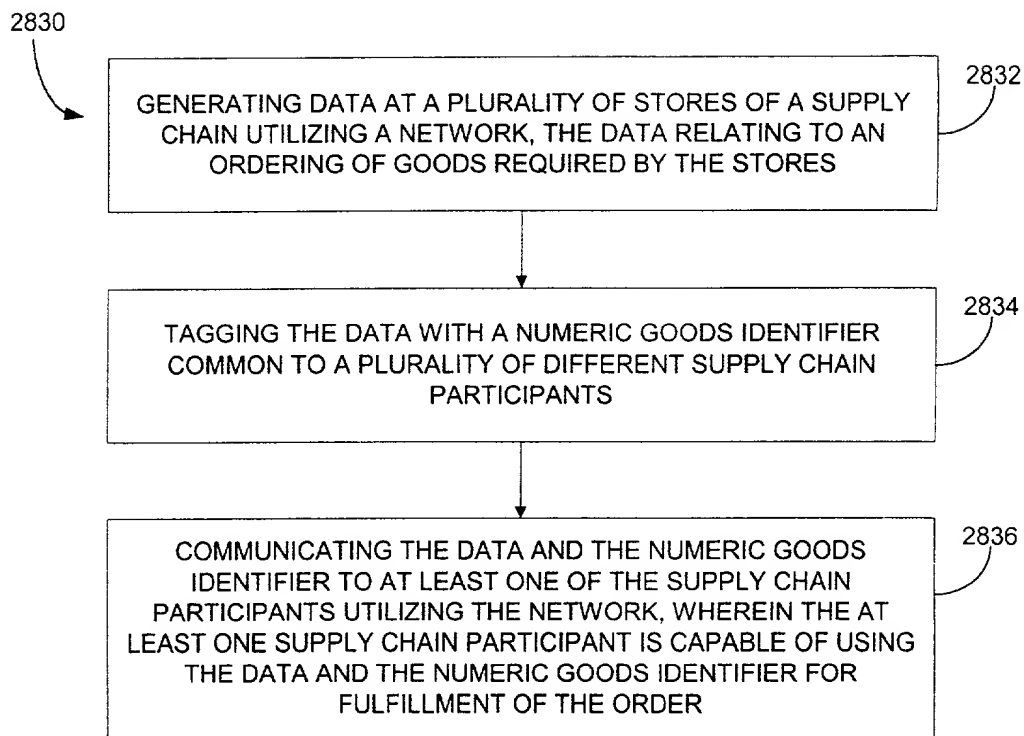 2830
2832
GENERATING DATA AT A PLURALITY OF STORES OF A SUPPLY
CHAIN UTILIZING A NETWORK, THE DATA RELATING TO AN
ORDERING OF GOODS REQUIRED BY THE STORES
2834
TAGGING THE DATA WITH A NUMERIC GOODS IDENTIFIER
COMMON TO A PLURALITY OF DIFFERENT SUPPLY CHAIN
PARTICIPANTS
2836
COMMUNICATING THE DATA AND THE NUMERIC GOODS
IDENTIFIER TO AT LEAST ONE OF THE SUPPLY CHAIN
PARTICIPANTS UTILIZING THE NETWORK, WHEREIN THE AT
LEAST ONE SUPPLY CHAIN PARTICIPANT IS CAPABLE OF USING
THE DATA AND THE NUMERIC GOODS IDENTIFIER FOR
FULFILLMENT OF THE ORDER